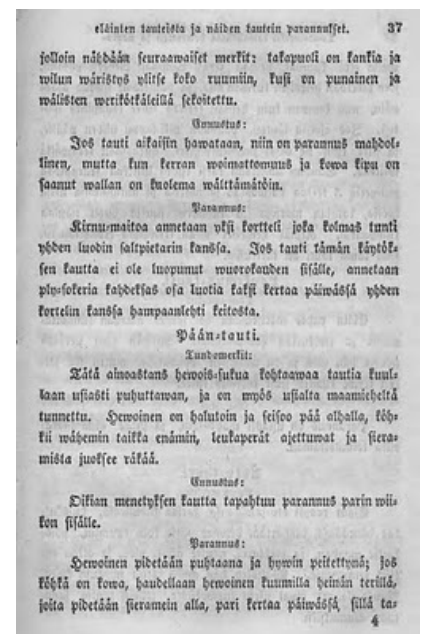 eläinten tauteista ja näiden tautein parannukset. 37
jolloin nähdään seuraawaiset merkit: takapuoli on kankia ja
wilun wäristys ylitse koko ruumiin, kusi on punainen ja
wälisten werikötkäleillä sekoitettu.
Ennustus:
Jos tauti aikaisin hawataan, niin on parannus mahdol=
linen, mutta kun kerran woimattomuus ja kowa kipu on
saanut wallan on kuolema wälttämätöin.
Parannus:
Kirnu=maitoa annetaan yksi kortteli joka kolmas tunti
yhden luodin saltpietarin kanssa. Jos tauti tämän käytök=
sen kautta ei ole luopunut wuorokauden sisälle, annetaan
ply=sokeria kahdeksas osa luotia kaksi kertaa päiwässä yhden
korttelin kanssa hampaanlehti keitosta.
Pään=tauti.
Tuntomerkit:
Tätä ainoastans hewois=sukua kohtaawaa tautia kuul=
laan usiasti puhuttawan, ja on myös usialta maamieheltä
tunnettu. Hewoinen on halutoin ja seisoo pää alhalla, köh=
kii wähemin taikka enämin, leukaperät ajettuwat ja siera=
mista juoksee räkää.
Ennustus:
Oikian menetyksen kautta tapahtuu parannus parin wii=
kon sisälle.
Parannus:
Hewoinen pidetään puhtaana ja hywin peitettynä; jos
köhkä on kowa, haudellaan hewoinen kuumilla heinän terillä,
joita pidetään sieramein alla, pari kertaa päiwässä, sillä ta=
4